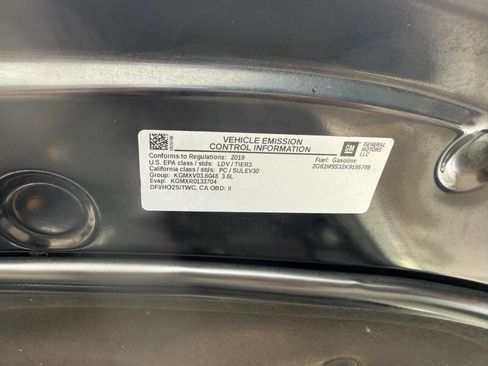 VEHICLE EMISSION
CONTROL INFORMATION
GM GENERAL
MOTORS
LLC
Conforms to Regulations: 2019
U.S. EPA class / stds: LDV / TIER3
California class / stds: PC / SULEV30
Group: KGMXV03.6048 3.6L
Evap: KGMXR0133704
DFI/HO2S/TWC, CA OBD: II
Fuel: Gasoline